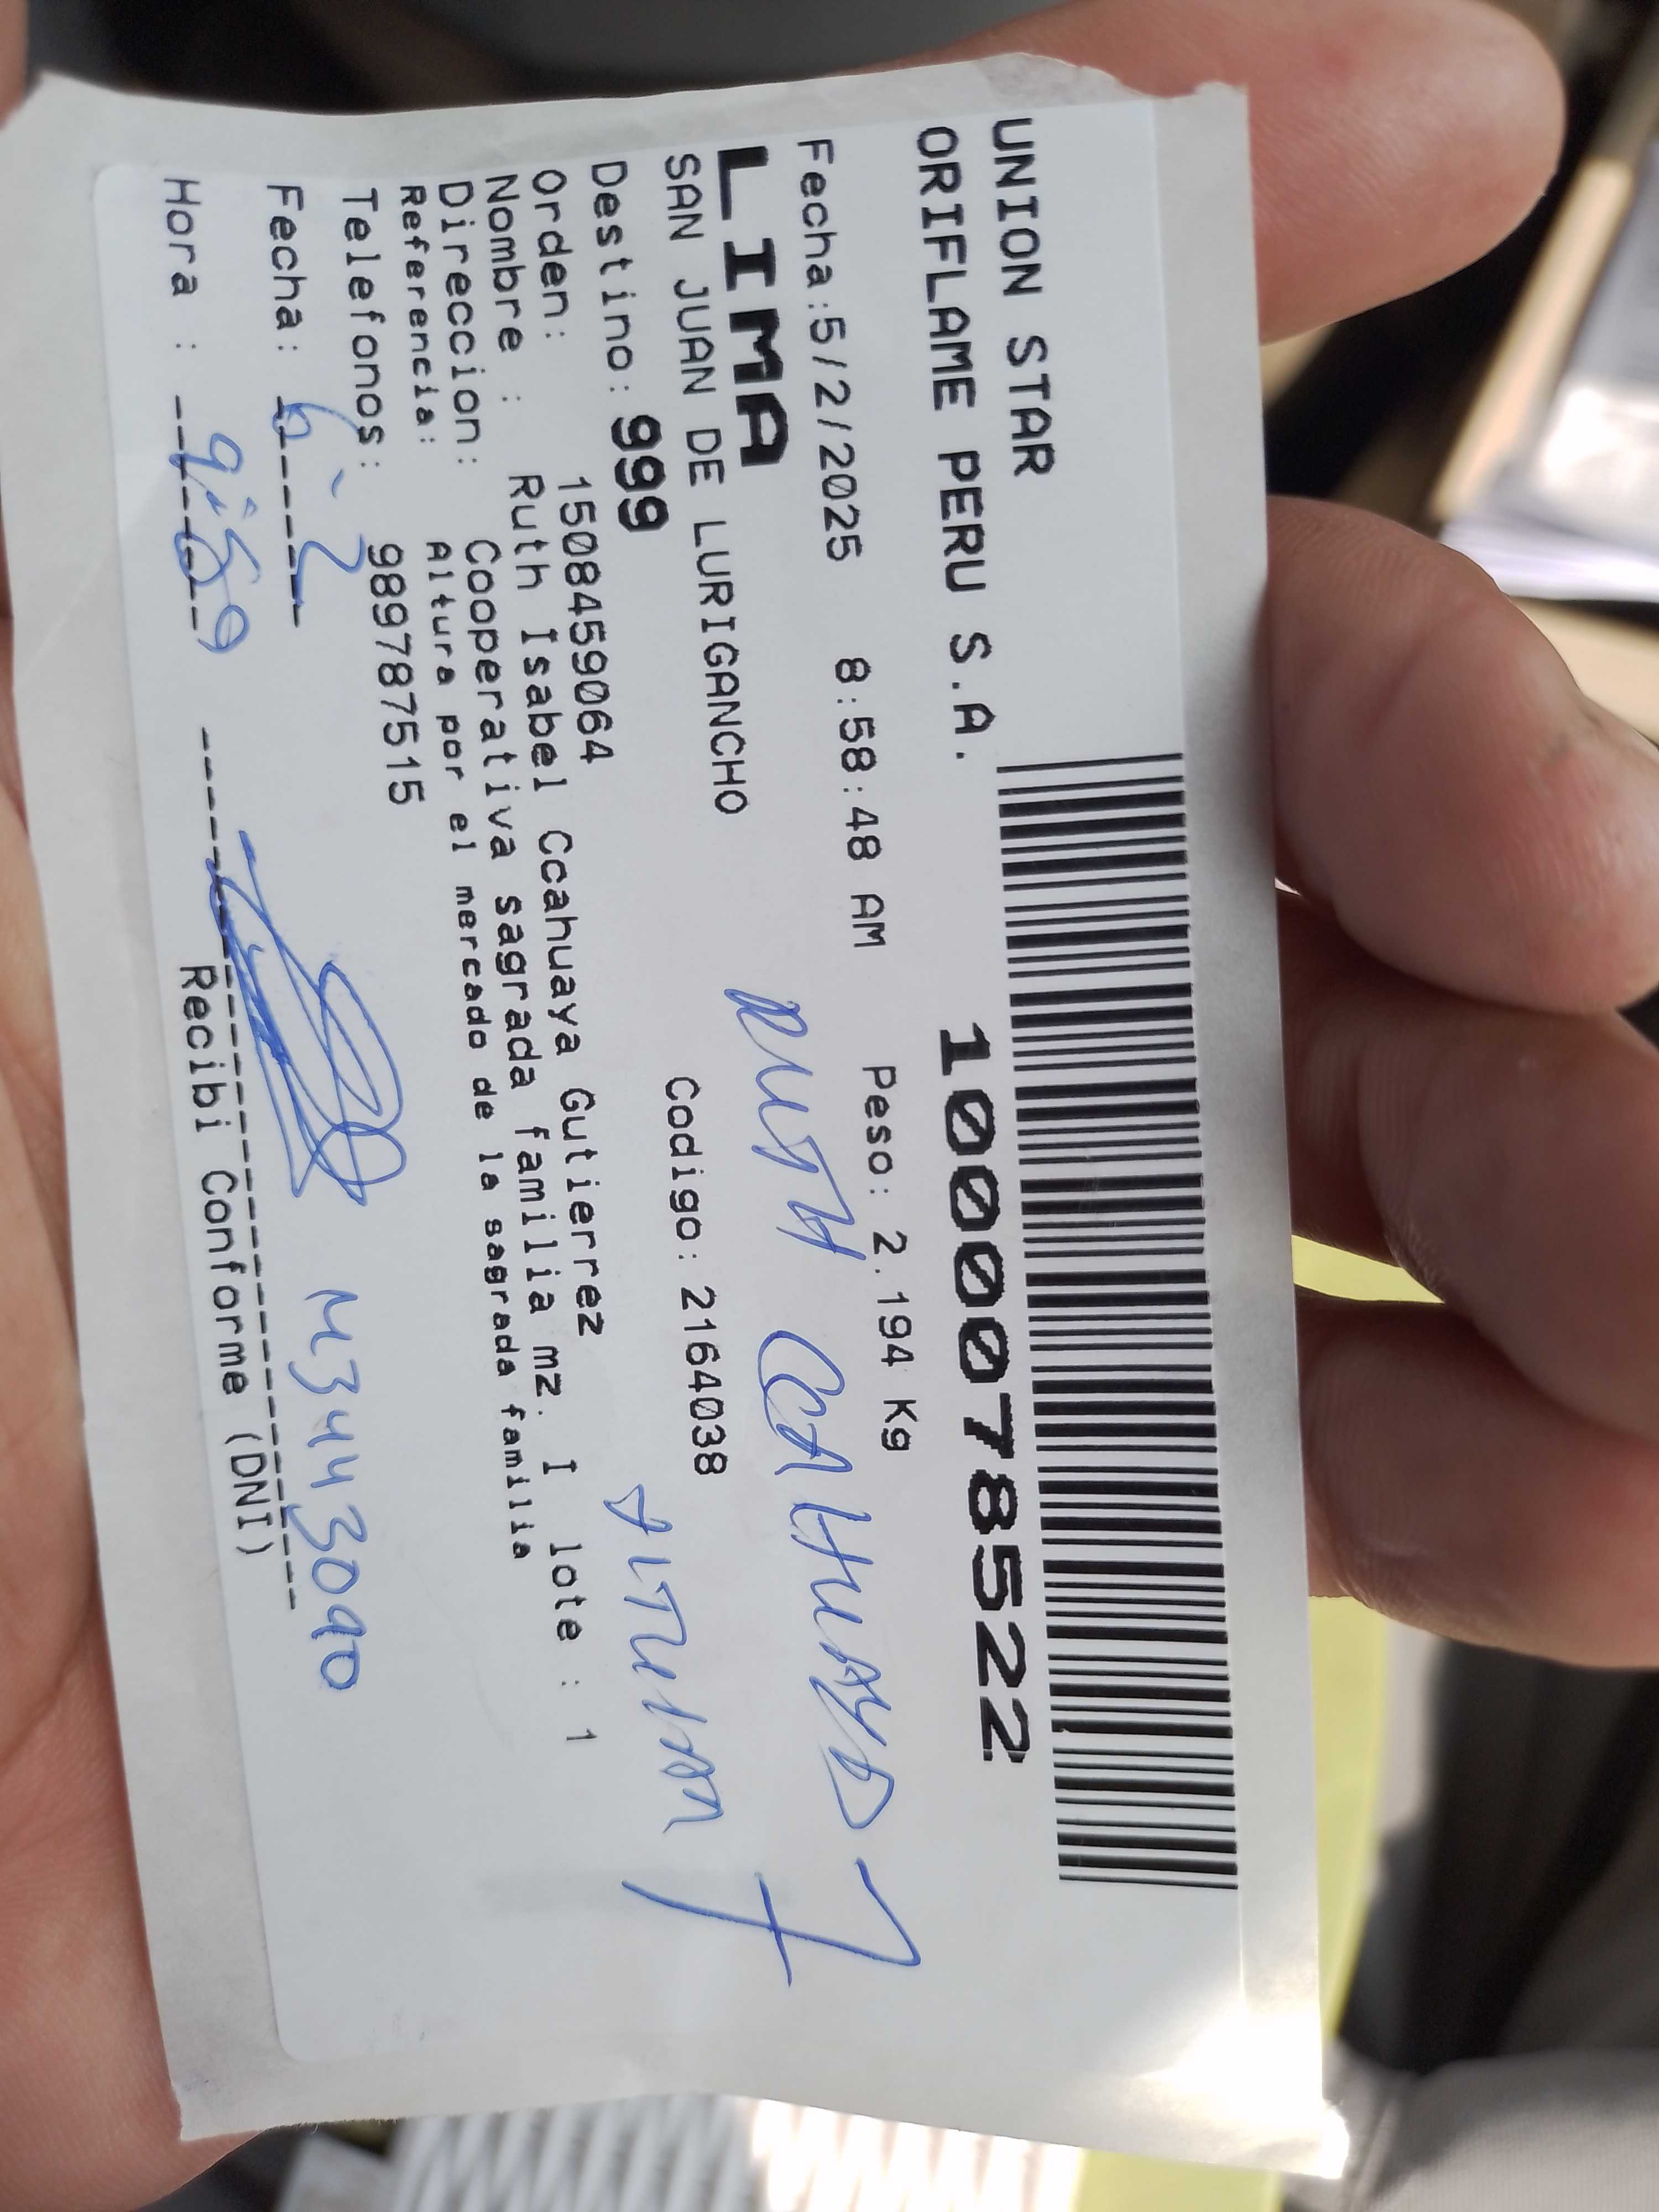 UNION STAR
ORIFLAME PERU S.A.
1000078522
Fecha:5/2/2025 8:58:48 AM Peso: 2.194 Kg
LIMA
RUTH CCAHUAYA
SAN JUAN DE LURIGANCHO Codigo: 2164038
Destino: 999
Orden: 1508459064
Nombre : Ruth Isabel Ccahuaya Gutierrez
Direccion: Cooperativa sagrada familia mz. I lote : 1
Referencia: Altura por el mercado de la sagrada familia
Telefonos: 989787515
Fecha: 6-2
Hora : 9:59
Recibi Conforme (DNI)